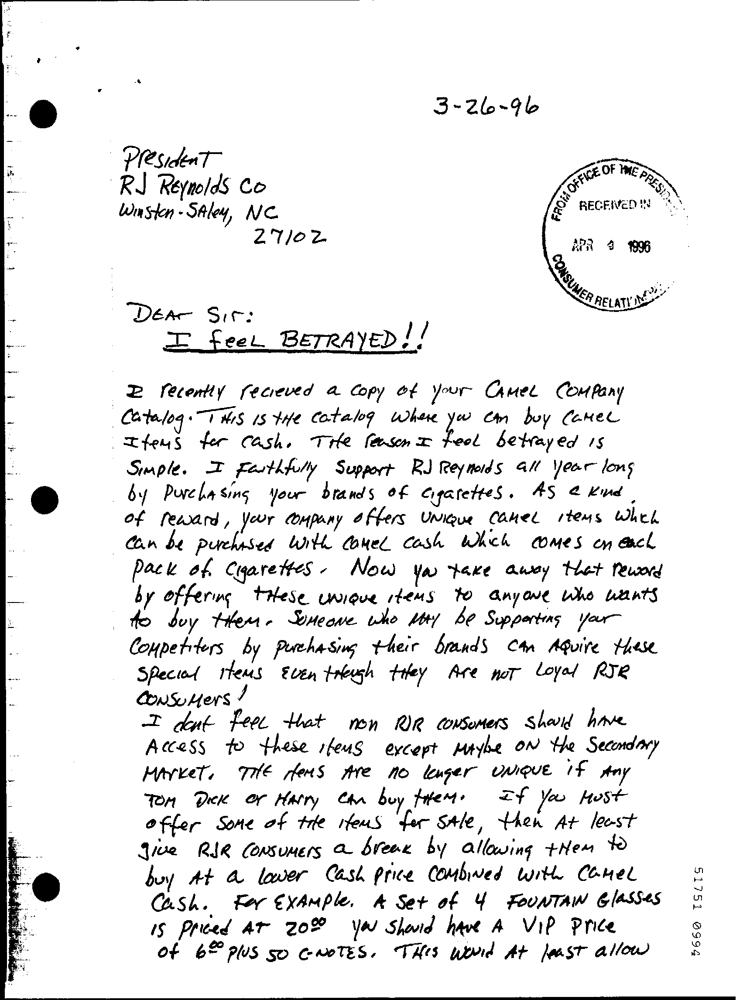 3-26-96
President
RJ Reynolds Co
Winston-Salem, NC
27102
FROM OFFICE OF THE PRESIDENT
RECEIVED IN
APR 1996
CONSUMER RELATIONS
Dear Sir:
I feel BETRAYED!!
I recently recieved a copy of your Camel Company
Catalog. This is the catalog where you can buy Camel
Items for cash. The reason I feel betrayed is
Simple. I Faithfully Support RJ Reynolds all year long
by Purchasing your brands of cigarettes. As a kind
of reward, your company offers unique Camel items which
can be purchased with Camel cash which comes on each
pack of cigarettes. Now you take away that reward
by offering these unique items to anyone who wants
to buy them. Someone who may be supporting your
Competitors by purchasing their brands can aquire these
special items even though they are not loyal RJR
consumers!
I dont feel that non RJR consumers should have
Access to these items except maybe on the Secondary
Market. The items are no longer unique if any
Tom Dick or Harry can buy them. If you must
offer some of the items for sale, then at least
give RJR consumers a break by allowing them to
buy at a lower cash price combined with Camel
Cash. For Example. A set of 4 Fountain Glasses
is Priced at 20.00 you should have a VIP Price
of 6.00 plus 50 C-Notes. This would at least allow
51751 0994